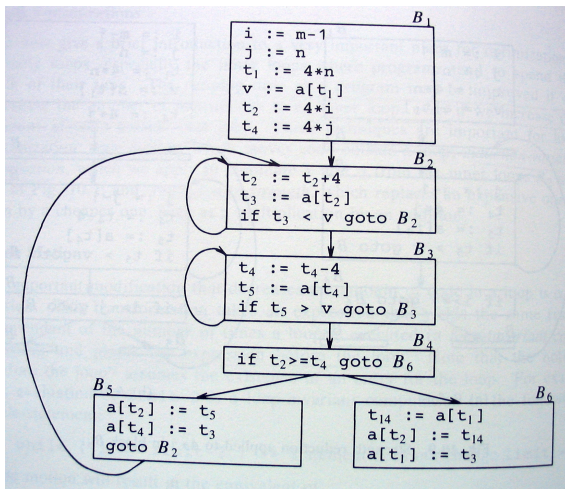 B₁
i := m-1
j := n
t₁ := 4*n
v := a[t₁]
t₂ := 4*i
t₄ := 4*j
B₂
t₂ := t₂+4
t₃ := a[t₂]
if t₃ < v goto B₂
B₃
t₄ := t₄-4
t₅ := a[t₄]
if t₅ > v goto B₃
B₄
if t₂>=t₄ goto B₆
B₅
a[t₂] := t₅
a[t₄] := t₃
goto B₂
B₆
t₁₄ := a[t₁]
a[t₂] := t₁₄
a[t₁] := t₃